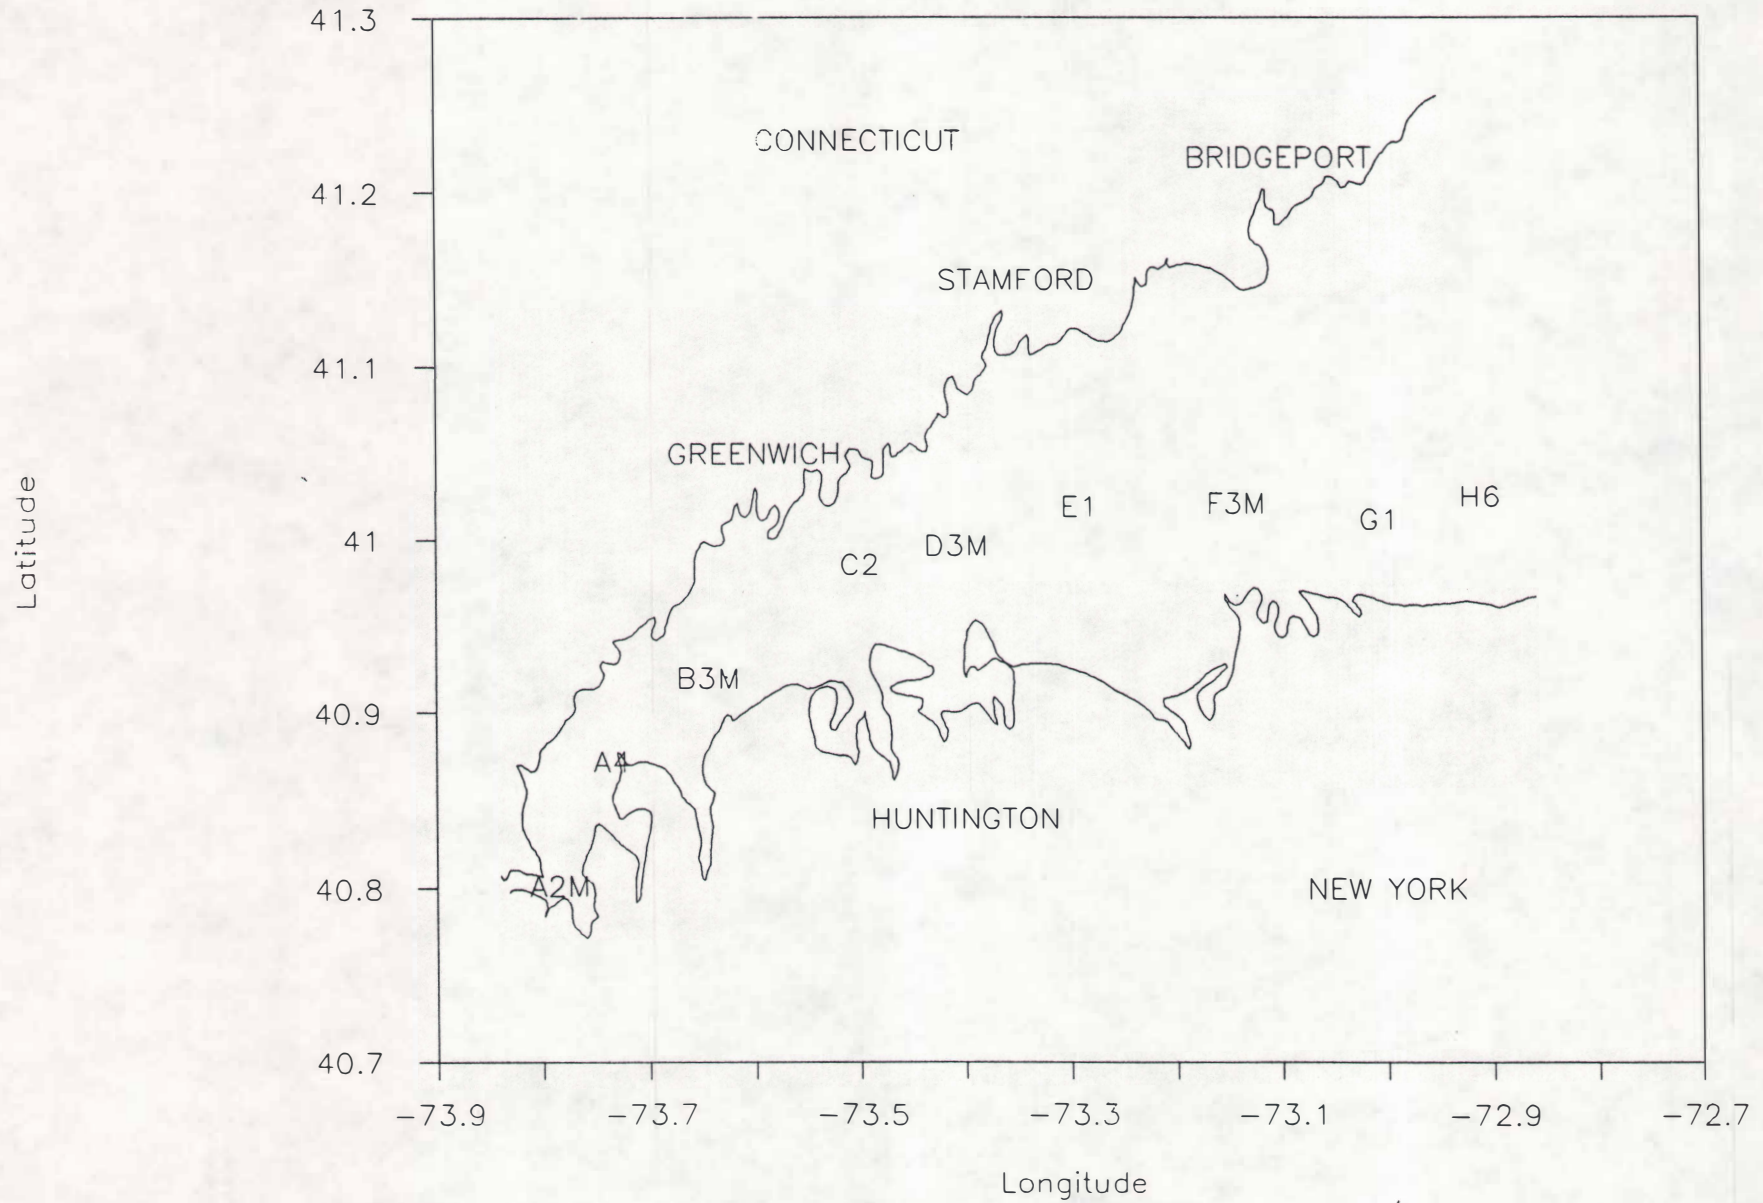 41.3
CONNECTICUT
BRIDGEPORT
41.2
STAMFORD
41.1
GREENWICH
H6
E1
F3M
G1
41
D3M
C2
Latitude
B3M
40.9
A4
HUNTINGTON
40.8
A2M
NEW YORK
40.7
-73.9 -73.7 -73.5 -73.3 -73.1 -72.9 -72.7
Longitude